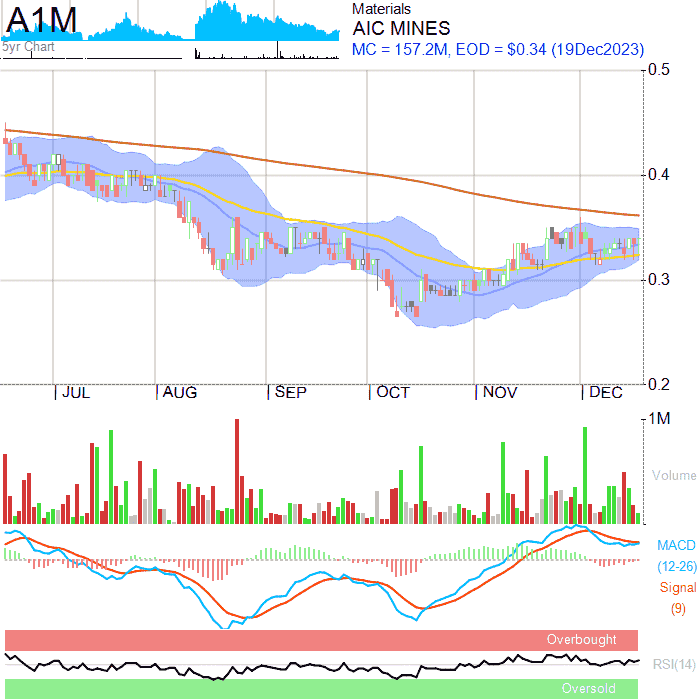 A1M
5yr Chart
Materials
AIC MINES
MC = 157.2M, EOD = $0.34 (19Dec2023)
0.5
0.4
0.3
0.2
JUL AUG SEP OCT NOV DEC
1M
Volume
MACD
(12-26)
Signal
(9)
Overbought
RSI(14)
Oversold